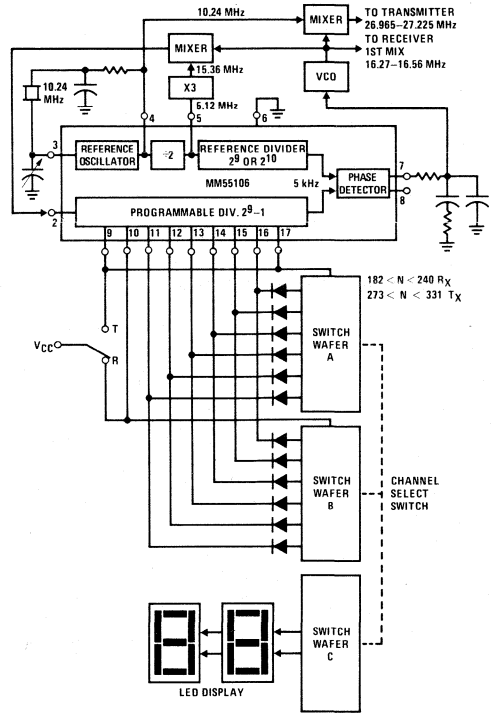 10.24 MHz
MIXER
TO TRANSMITTER
26.965–27.225 MHz
TO RECEIVER
1ST MIX
16.27–16.56 MHz
MIXER
15.36 MHz
VCO
X3
5.12 MHz
10.24
MHz
4
5
6
3
REFERENCE
OSCILLATOR
÷2
REFERENCE DIVIDER
2⁹ OR 2¹⁰
7
PHASE
DETECTOR
8
MM55106
5 kHz
2
PROGRAMMABLE DIV. 2⁹–1
9
10
11
12
13
14
15
16
17
182 < N < 240 RX
273 < N < 331 TX
T
VCC
R
SWITCH
WAFER
A
SWITCH
WAFER
B
CHANNEL
SELECT
SWITCH
SWITCH
WAFER
C
88
LED DISPLAY